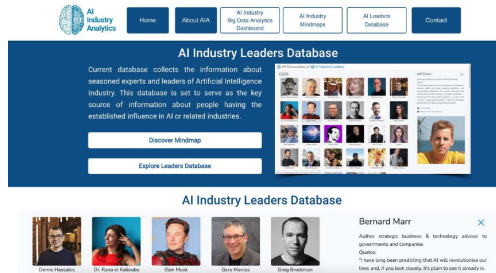 AI
Industry
Analytics
Home
About AIA
AI Industry
Big Data Analytics
Dashboard
AI Industry
Mindmaps
AI Leaders
Database
Contact
AI Industry Leaders Database
Current database collects the information about
seasoned experts and leaders of Artificial Intelligence
Industry. This database is set to serve as the key
source of information about people having the
established influence in AI or related industries.
Discover Mindmap
Explore Leaders Database
AI Industry Leaders Database
Demis Hassabis
Dr. Rana el Kaliouby
Elon Musk
Gary Marcus
Greg Brockman
Bernard Marr
Author strategic business & technology adviser to
governments and companies
Quotes:
"I have long been predicting that AI will revolutionise our
lives and, if you look closely, it's plain to see it already is.